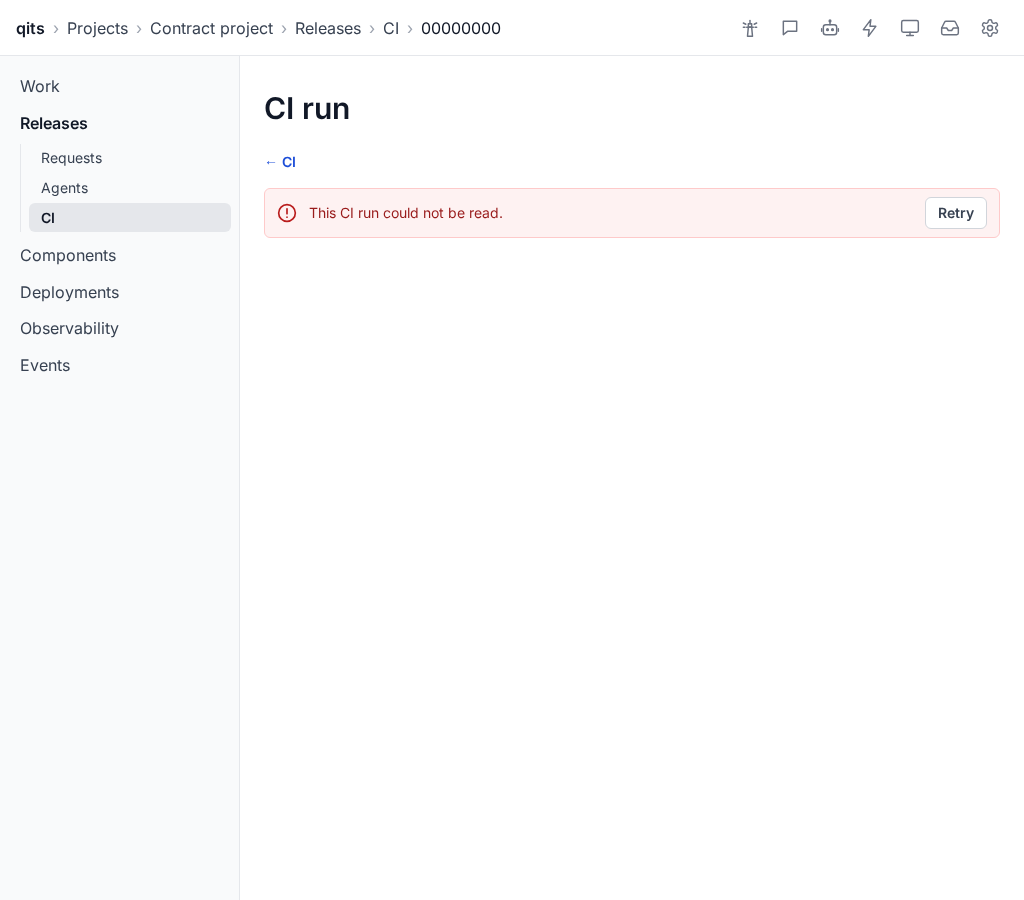 qits › Projects › Contract project › Releases › CI › 00000000
Work
Releases
Requests
Agents
CI
Components
Deployments
Observability
Events
CI run
← CI
This CI run could not be read.
Retry